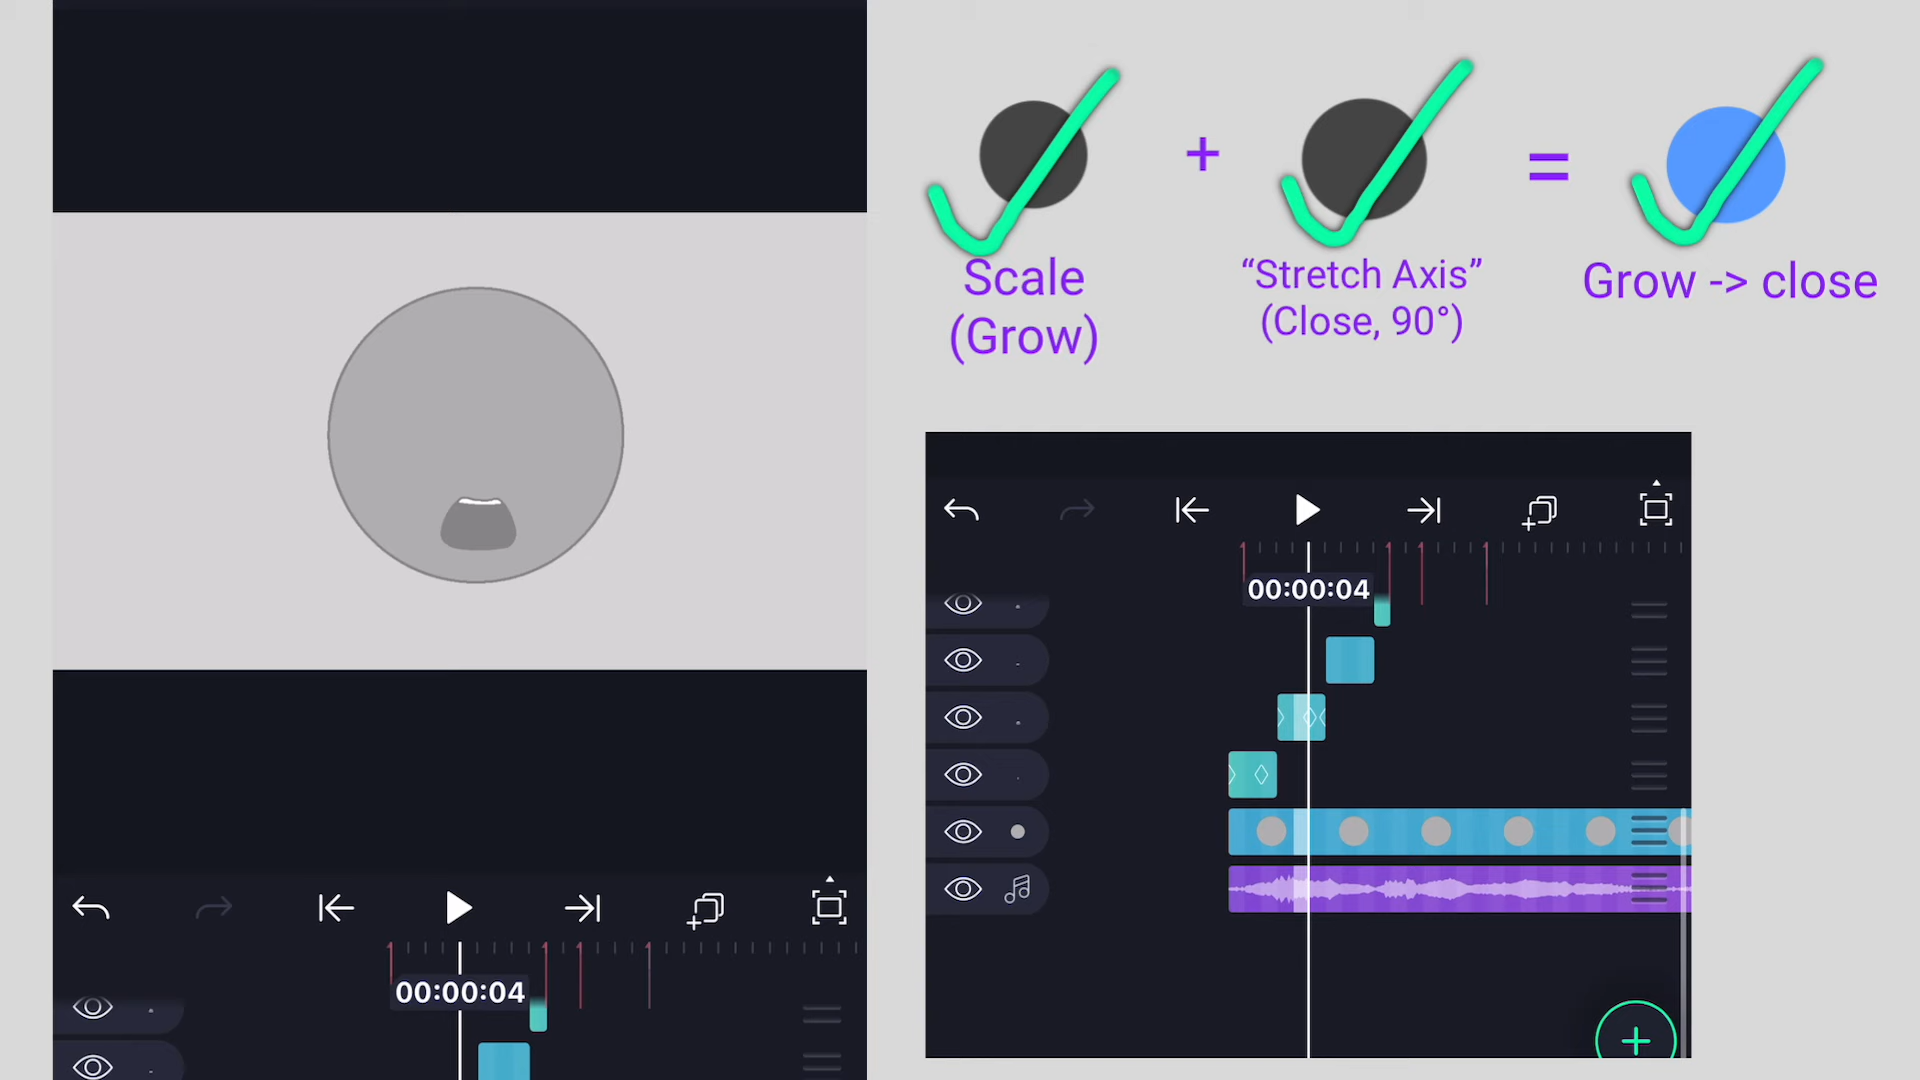 +
=
Scale
(Grow)
“Stretch Axis”
(Close, 90°)
Grow -> close
00:00:04
00:00:04